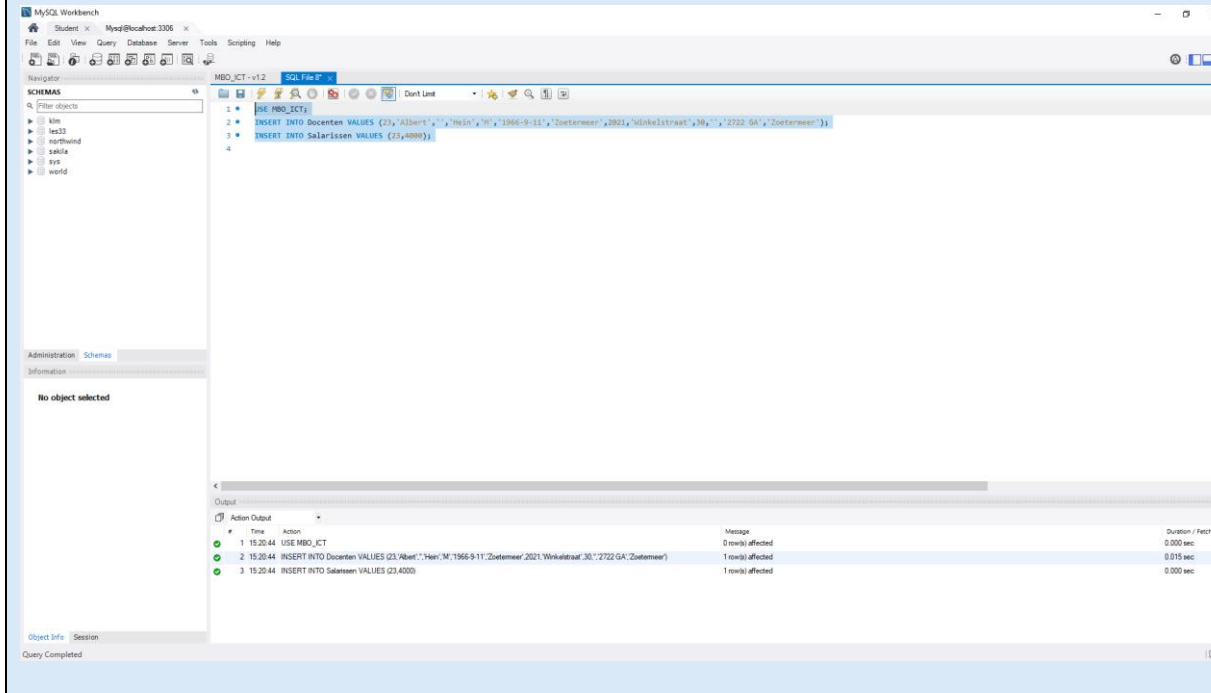 MySQL Workbench
Student × Mysql@localhost:3306 ×
File Edit View Query Database Server Tools Scripting Help
Navigator
SCHEMAS
Filter objects
klm
les33
northwind
sakila
sys
world
Administration Schemas
Information
No object selected
Object Info Session
Query Completed
MBO_ICT - v1.2 SQL File 8* ×
Don't Limit
1 USE MBO_ICT;
2 INSERT INTO Docenten VALUES (23,'Albert','','Hein','M','1966-9-11','Zoetermeer',2021,'Winkelstraat',30,'','2722 GA','Zoetermeer');
3 INSERT INTO Salarissen VALUES (23,4000);
4
Output
Action Output
# Time Action Message Duration / Fetch
1 15:20:44 USE MBO_ICT 0 row(s) affected 0.000 sec
2 15:20:44 INSERT INTO Docenten VALUES (23,'Albert','','Hein','M','1966-9-11','Zoetermeer',2021,'Winkelstraat',30,'','2722 GA','Zoetermeer') 1 row(s) affected 0.015 sec
3 15:20:44 INSERT INTO Salarissen VALUES (23,4000) 1 row(s) affected 0.000 sec